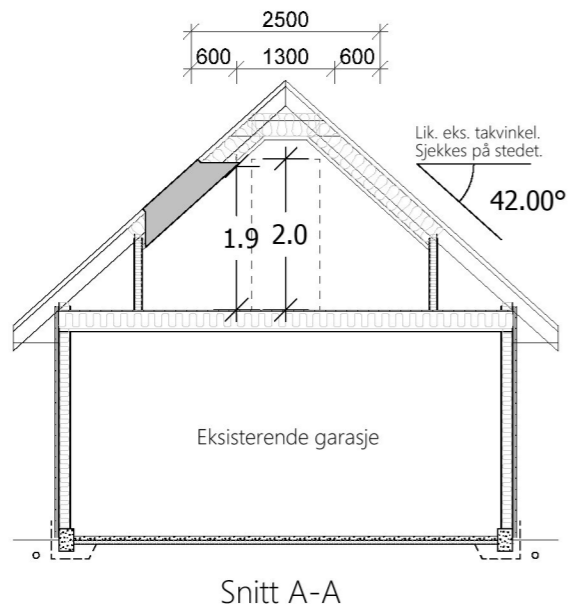 2500
600 1300 600
Lik. eks. takvinkel.
Sjekkes på stedet.
42.00°
1.9 2.0
Eksisterende garasje
Snitt A-A